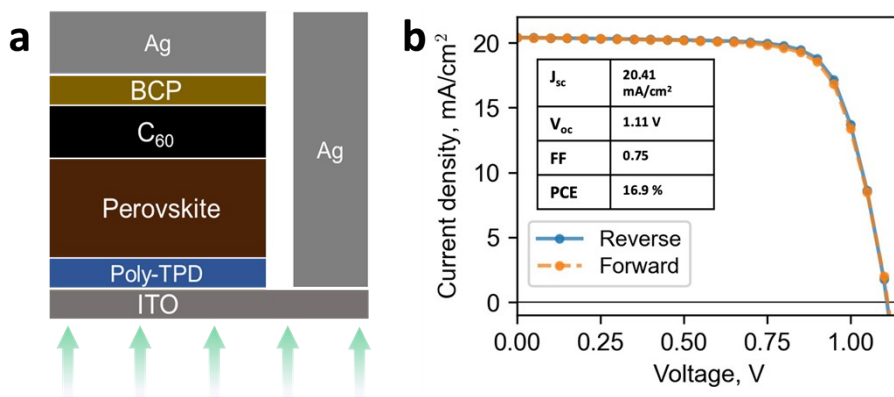 a
Ag
BCP
C₆₀
Perovskite
Poly-TPD
ITO
Ag
b
Current density, mA/cm²
20
15
10
5
0
J_sc 20.41
mA/cm²
V_oc 1.11 V
FF 0.75
PCE 16.9 %
Reverse
Forward
0.00 0.25 0.50 0.75 1.00
Voltage, V